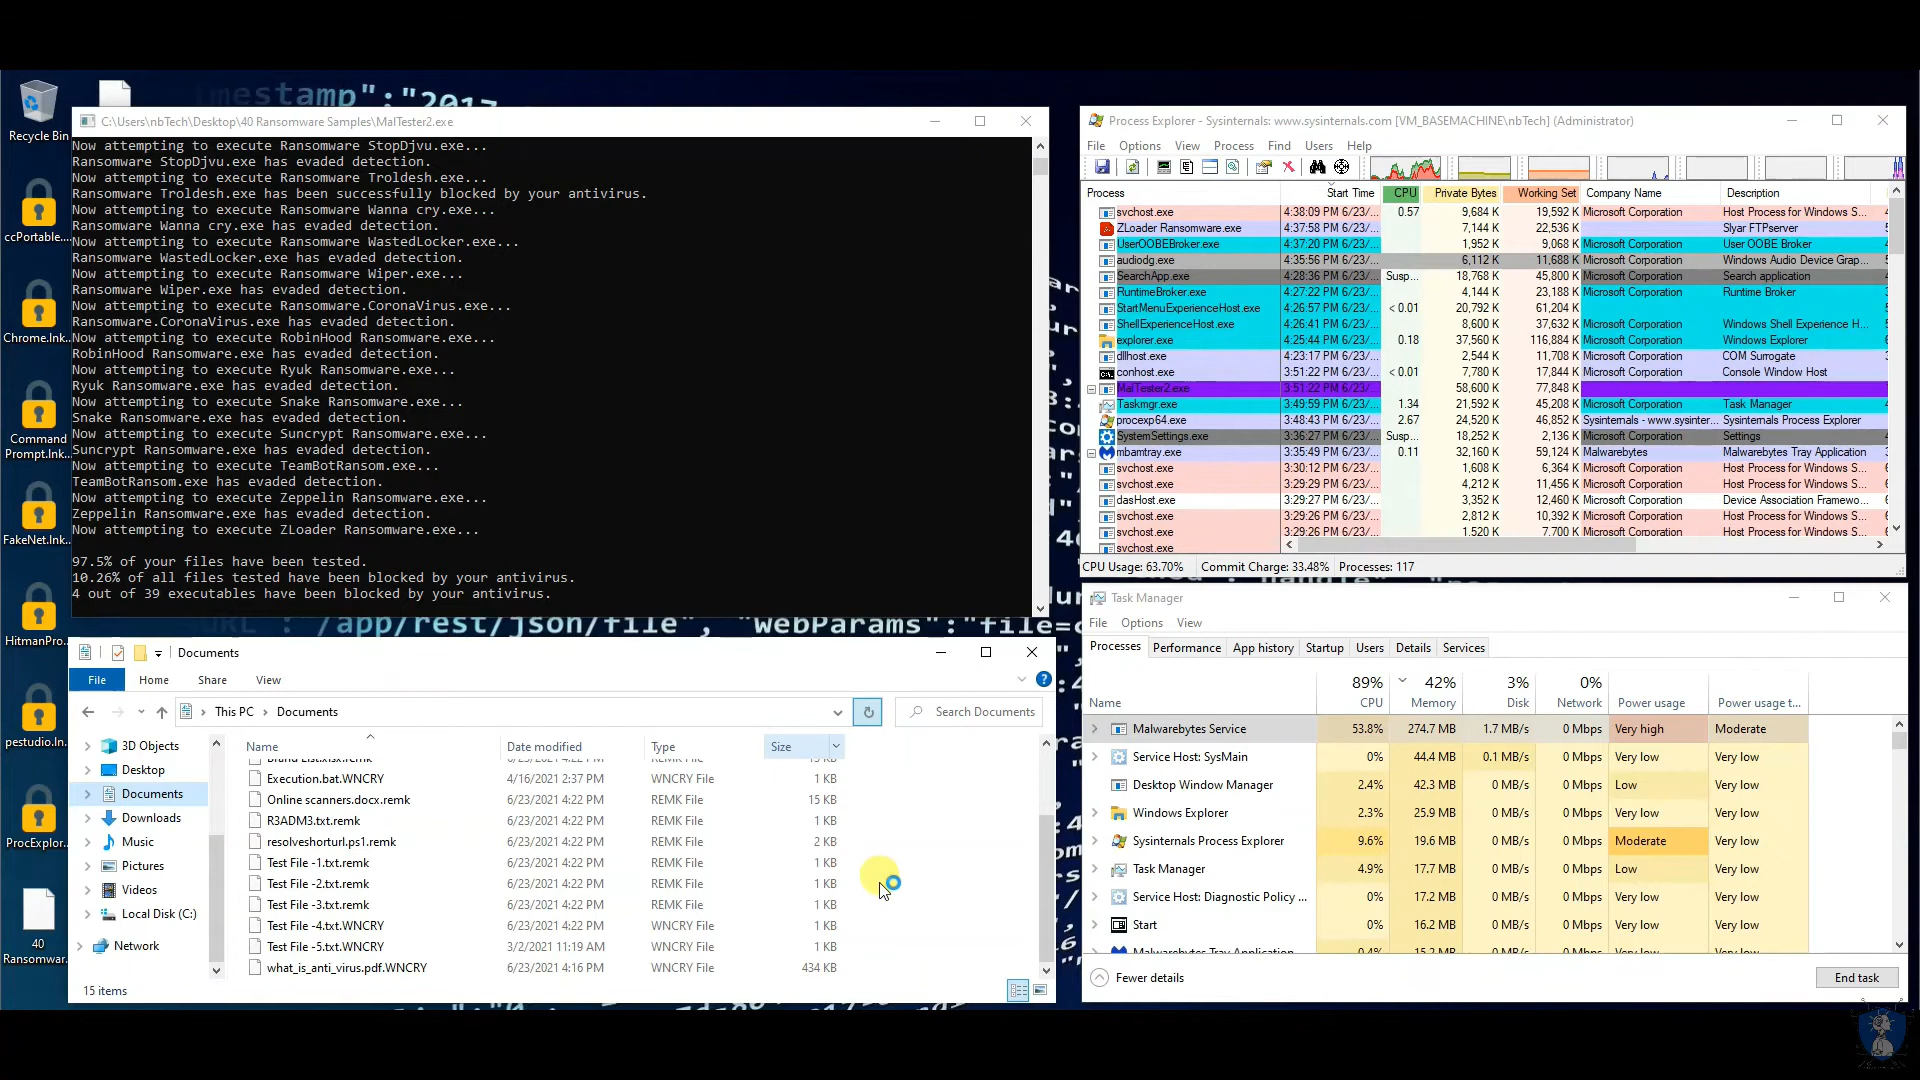 mestamp":"2017
Recycle Bin
ccPortable...
Chrome.lnk...
Command
Prompt.lnk...
FakeNet.lnk...
HitmanPro...
pestudio.ln...
ProcExplor...
40
Ransomwar...
C:\Users\nbTech\Desktop\40 Ransomware Samples\MalTester2.exe
Now attempting to execute Ransomware StopDjvu.exe...
Ransomware StopDjvu.exe has evaded detection.
Now attempting to execute Ransomware Troldesh.exe...
Ransomware Troldesh.exe has been successfully blocked by your antivirus.
Now attempting to execute Ransomware Wanna cry.exe...
Ransomware Wanna cry.exe has evaded detection.
Now attempting to execute Ransomware WastedLocker.exe...
Ransomware WastedLocker.exe has evaded detection.
Now attempting to execute Ransomware Wiper.exe...
Ransomware Wiper.exe has evaded detection.
Now attempting to execute Ransomware.CoronaVirus.exe...
Ransomware.CoronaVirus.exe has evaded detection.
Now attempting to execute RobinHood Ransomware.exe...
RobinHood Ransomware.exe has evaded detection.
Now attempting to execute Ryuk Ransomware.exe...
Ryuk Ransomware.exe has evaded detection.
Now attempting to execute Snake Ransomware.exe...
Snake Ransomware.exe has evaded detection.
Now attempting to execute Suncrypt Ransomware.exe...
Suncrypt Ransomware.exe has evaded detection.
Now attempting to execute TeamBotRansom.exe...
TeamBotRansom.exe has evaded detection.
Now attempting to execute Zeppelin Ransomware.exe...
Zeppelin Ransomware.exe has evaded detection.
Now attempting to execute ZLoader Ransomware.exe...
97.5% of your files have been tested.
10.26% of all files tested have been blocked by your antivirus.
4 out of 39 executables have been blocked by your antivirus.
/app/rest/json/file", "webParams":"file=
Documents
File Home Share View
This PC Documents Search Documents
3D Objects
Desktop
Documents
Downloads
Music
Pictures
Videos
Local Disk (C:)
Network
Name Date modified Type Size
Execution.bat.WNCRY 4/16/2021 2:37 PM WNCRY File 1 KB
Online scanners.docx.remk 6/23/2021 4:22 PM REMK File 15 KB
R3ADM3.txt.remk 6/23/2021 4:22 PM REMK File 1 KB
resolveshorturl.ps1.remk 6/23/2021 4:22 PM REMK File 2 KB
Test File -1.txt.remk 6/23/2021 4:22 PM REMK File 1 KB
Test File -2.txt.remk 6/23/2021 4:22 PM REMK File 1 KB
Test File -3.txt.remk 6/23/2021 4:22 PM REMK File 1 KB
Test File -4.txt.WNCRY 6/23/2021 4:22 PM WNCRY File 1 KB
Test File -5.txt.WNCRY 3/2/2021 11:19 AM WNCRY File 1 KB
what_is_anti_virus.pdf.WNCRY 6/23/2021 4:16 PM WNCRY File 434 KB
15 items
Process Explorer - Sysinternals: www.sysinternals.com [VM_BASEMACHINE\nbTech] (Administrator)
File Options View Process Find Users Help
Process Start Time CPU Private Bytes Working Set Company Name Description
svchost.exe 4:38:09 PM 6/23/... 0.57 9,684 K 19,592 K Microsoft Corporation Host Process for Windows S...
ZLoader Ransomware.exe 4:37:58 PM 6/23/... 7,144 K 22,536 K Slyar FTPserver
UserOOBEBroker.exe 4:37:20 PM 6/23/... 1,952 K 9,068 K Microsoft Corporation User OOBE Broker
audiodg.exe 4:35:56 PM 6/23/... 6,112 K 11,688 K Microsoft Corporation Windows Audio Device Grap...
SearchApp.exe 4:28:36 PM 6/23/... Susp... 18,768 K 45,800 K Microsoft Corporation Search application
RuntimeBroker.exe 4:27:22 PM 6/23/... 4,144 K 23,188 K Microsoft Corporation Runtime Broker
StartMenuExperienceHost.exe 4:26:57 PM 6/23/... < 0.01 20,792 K 61,204 K
ShellExperienceHost.exe 4:26:41 PM 6/23/... 8,600 K 37,632 K Microsoft Corporation Windows Shell Experience H...
explorer.exe 4:25:44 PM 6/23/... 0.18 37,560 K 116,884 K Microsoft Corporation Windows Explorer
dllhost.exe 4:23:17 PM 6/23/... 2,544 K 11,708 K Microsoft Corporation COM Surrogate
conhost.exe 3:51:22 PM 6/23/... < 0.01 7,780 K 17,844 K Microsoft Corporation Console Window Host
MalTester2.exe 3:51:22 PM 6/23/... 58,600 K 77,848 K
Taskmgr.exe 3:49:59 PM 6/23/... 1.34 21,592 K 45,208 K Microsoft Corporation Task Manager
procexp64.exe 3:48:43 PM 6/23/... 2.67 24,520 K 46,852 K Sysinternals - www.sysinter... Sysinternals Process Explorer
SystemSettings.exe 3:36:27 PM 6/23/... Susp... 18,252 K 2,136 K Microsoft Corporation Settings
mbamtray.exe 3:35:49 PM 6/23/... 0.11 32,160 K 59,124 K Malwarebytes Malwarebytes Tray Application
svchost.exe 3:30:12 PM 6/23/... 1,608 K 6,364 K Microsoft Corporation Host Process for Windows S...
svchost.exe 3:29:29 PM 6/23/... 4,212 K 11,456 K Microsoft Corporation Host Process for Windows S...
dasHost.exe 3:29:27 PM 6/23/... 3,352 K 12,460 K Microsoft Corporation Device Association Framewo...
svchost.exe 3:29:26 PM 6/23/... 2,812 K 10,392 K Microsoft Corporation Host Process for Windows S...
svchost.exe 3:29:26 PM 6/23/... 1,520 K 7,700 K Microsoft Corporation Host Process for Windows S...
svchost.exe
CPU Usage: 63.70% Commit Charge: 33.48% Processes: 117
Task Manager
File Options View
Processes Performance App history Startup Users Details Services
89% 42% 3% 0%
Name CPU Memory Disk Network Power usage Power usage t...
Malwarebytes Service 53.8% 274.7 MB 1.7 MB/s 0 Mbps Very high Moderate
Service Host: SysMain 0% 44.4 MB 0.1 MB/s 0 Mbps Very low Very low
Desktop Window Manager 2.4% 42.3 MB 0 MB/s 0 Mbps Low Very low
Windows Explorer 2.3% 25.9 MB 0 MB/s 0 Mbps Very low Very low
Sysinternals Process Explorer 9.6% 19.6 MB 0 MB/s 0 Mbps Moderate Very low
Task Manager 4.9% 17.7 MB 0 MB/s 0 Mbps Low Very low
Service Host: Diagnostic Policy ... 0% 17.2 MB 0 MB/s 0 Mbps Very low Very low
Start 0% 16.2 MB 0 MB/s 0 Mbps Very low Very low
Malwarebytes Tray Application 0.4% 15.2 MB 0 MB/s 0 Mbps Very low Very low
Fewer details End task